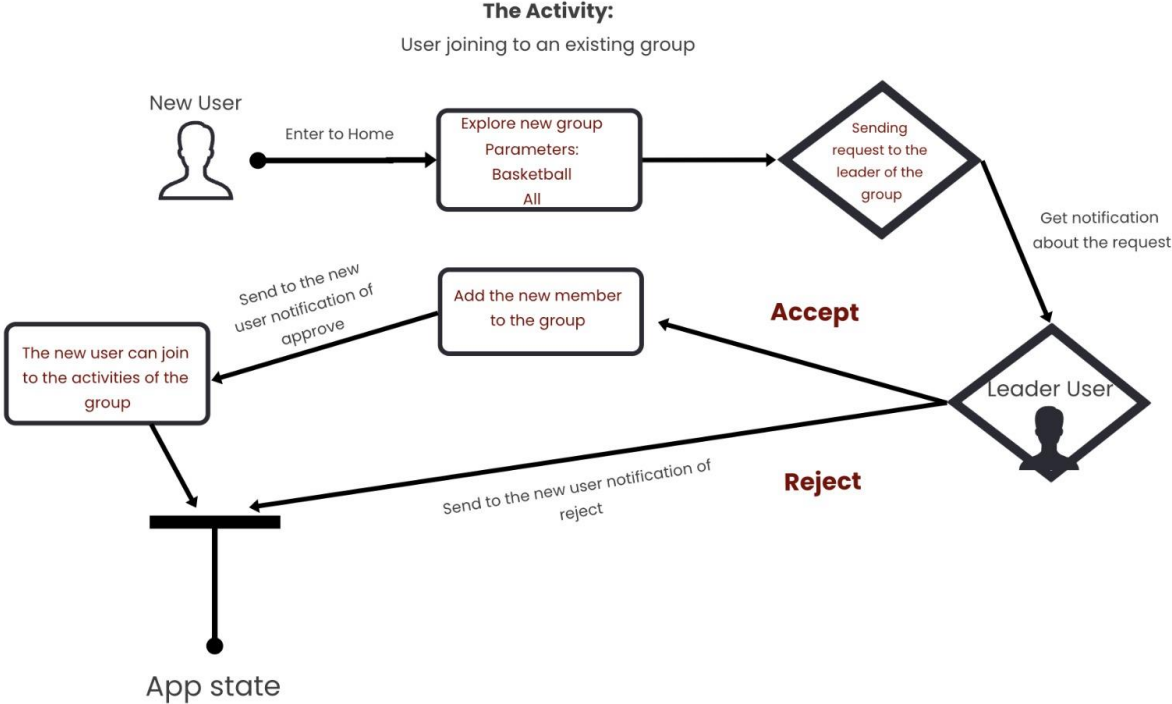 The Activity:
User joining to an existing group
New User
Enter to Home
Explore new group
Parameters:
Basketball
All
Sending
request to the
leader of the
group
Get notification
about the request
Leader User
Accept
Add the new member
to the group
Send to the new
user notification of
approve
The new user can join
to the activities of the
group
Reject
Send to the new user notification of
reject
App state